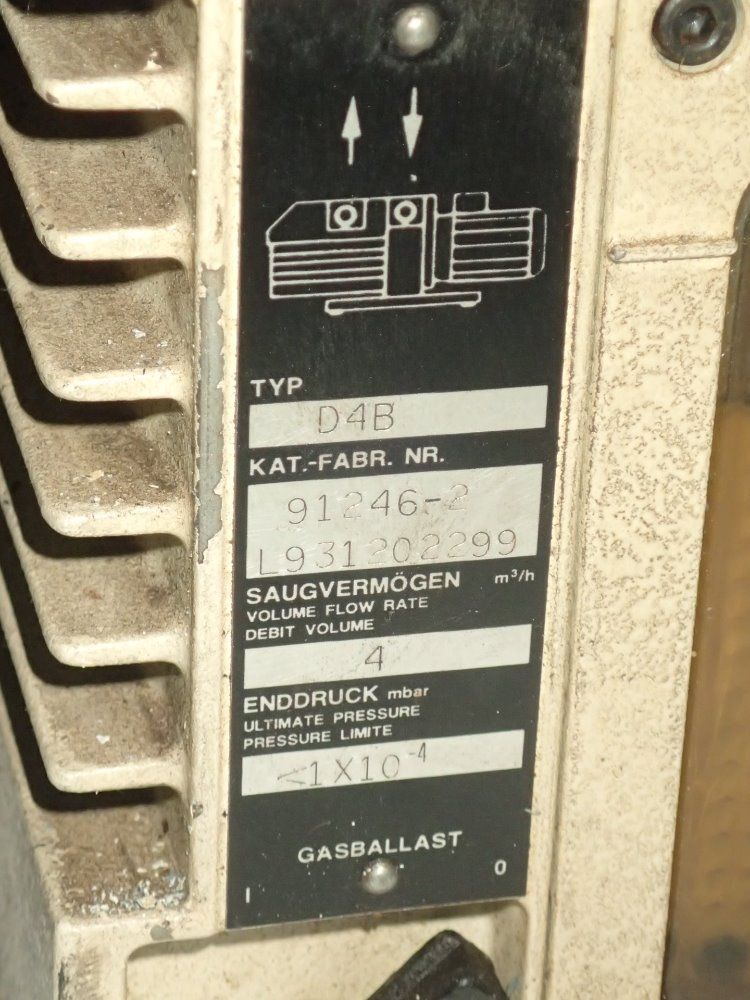 TYP
D4B
KAT.-FABR. NR.
91246-2
L931202299
SAUGVERMÖGEN m³/h
VOLUME FLOW RATE
DEBIT VOLUME
4
ENDDRUCK mbar
ULTIMATE PRESSURE
PRESSURE LIMITE
<1X10⁻⁴
GASBALLAST
I 0